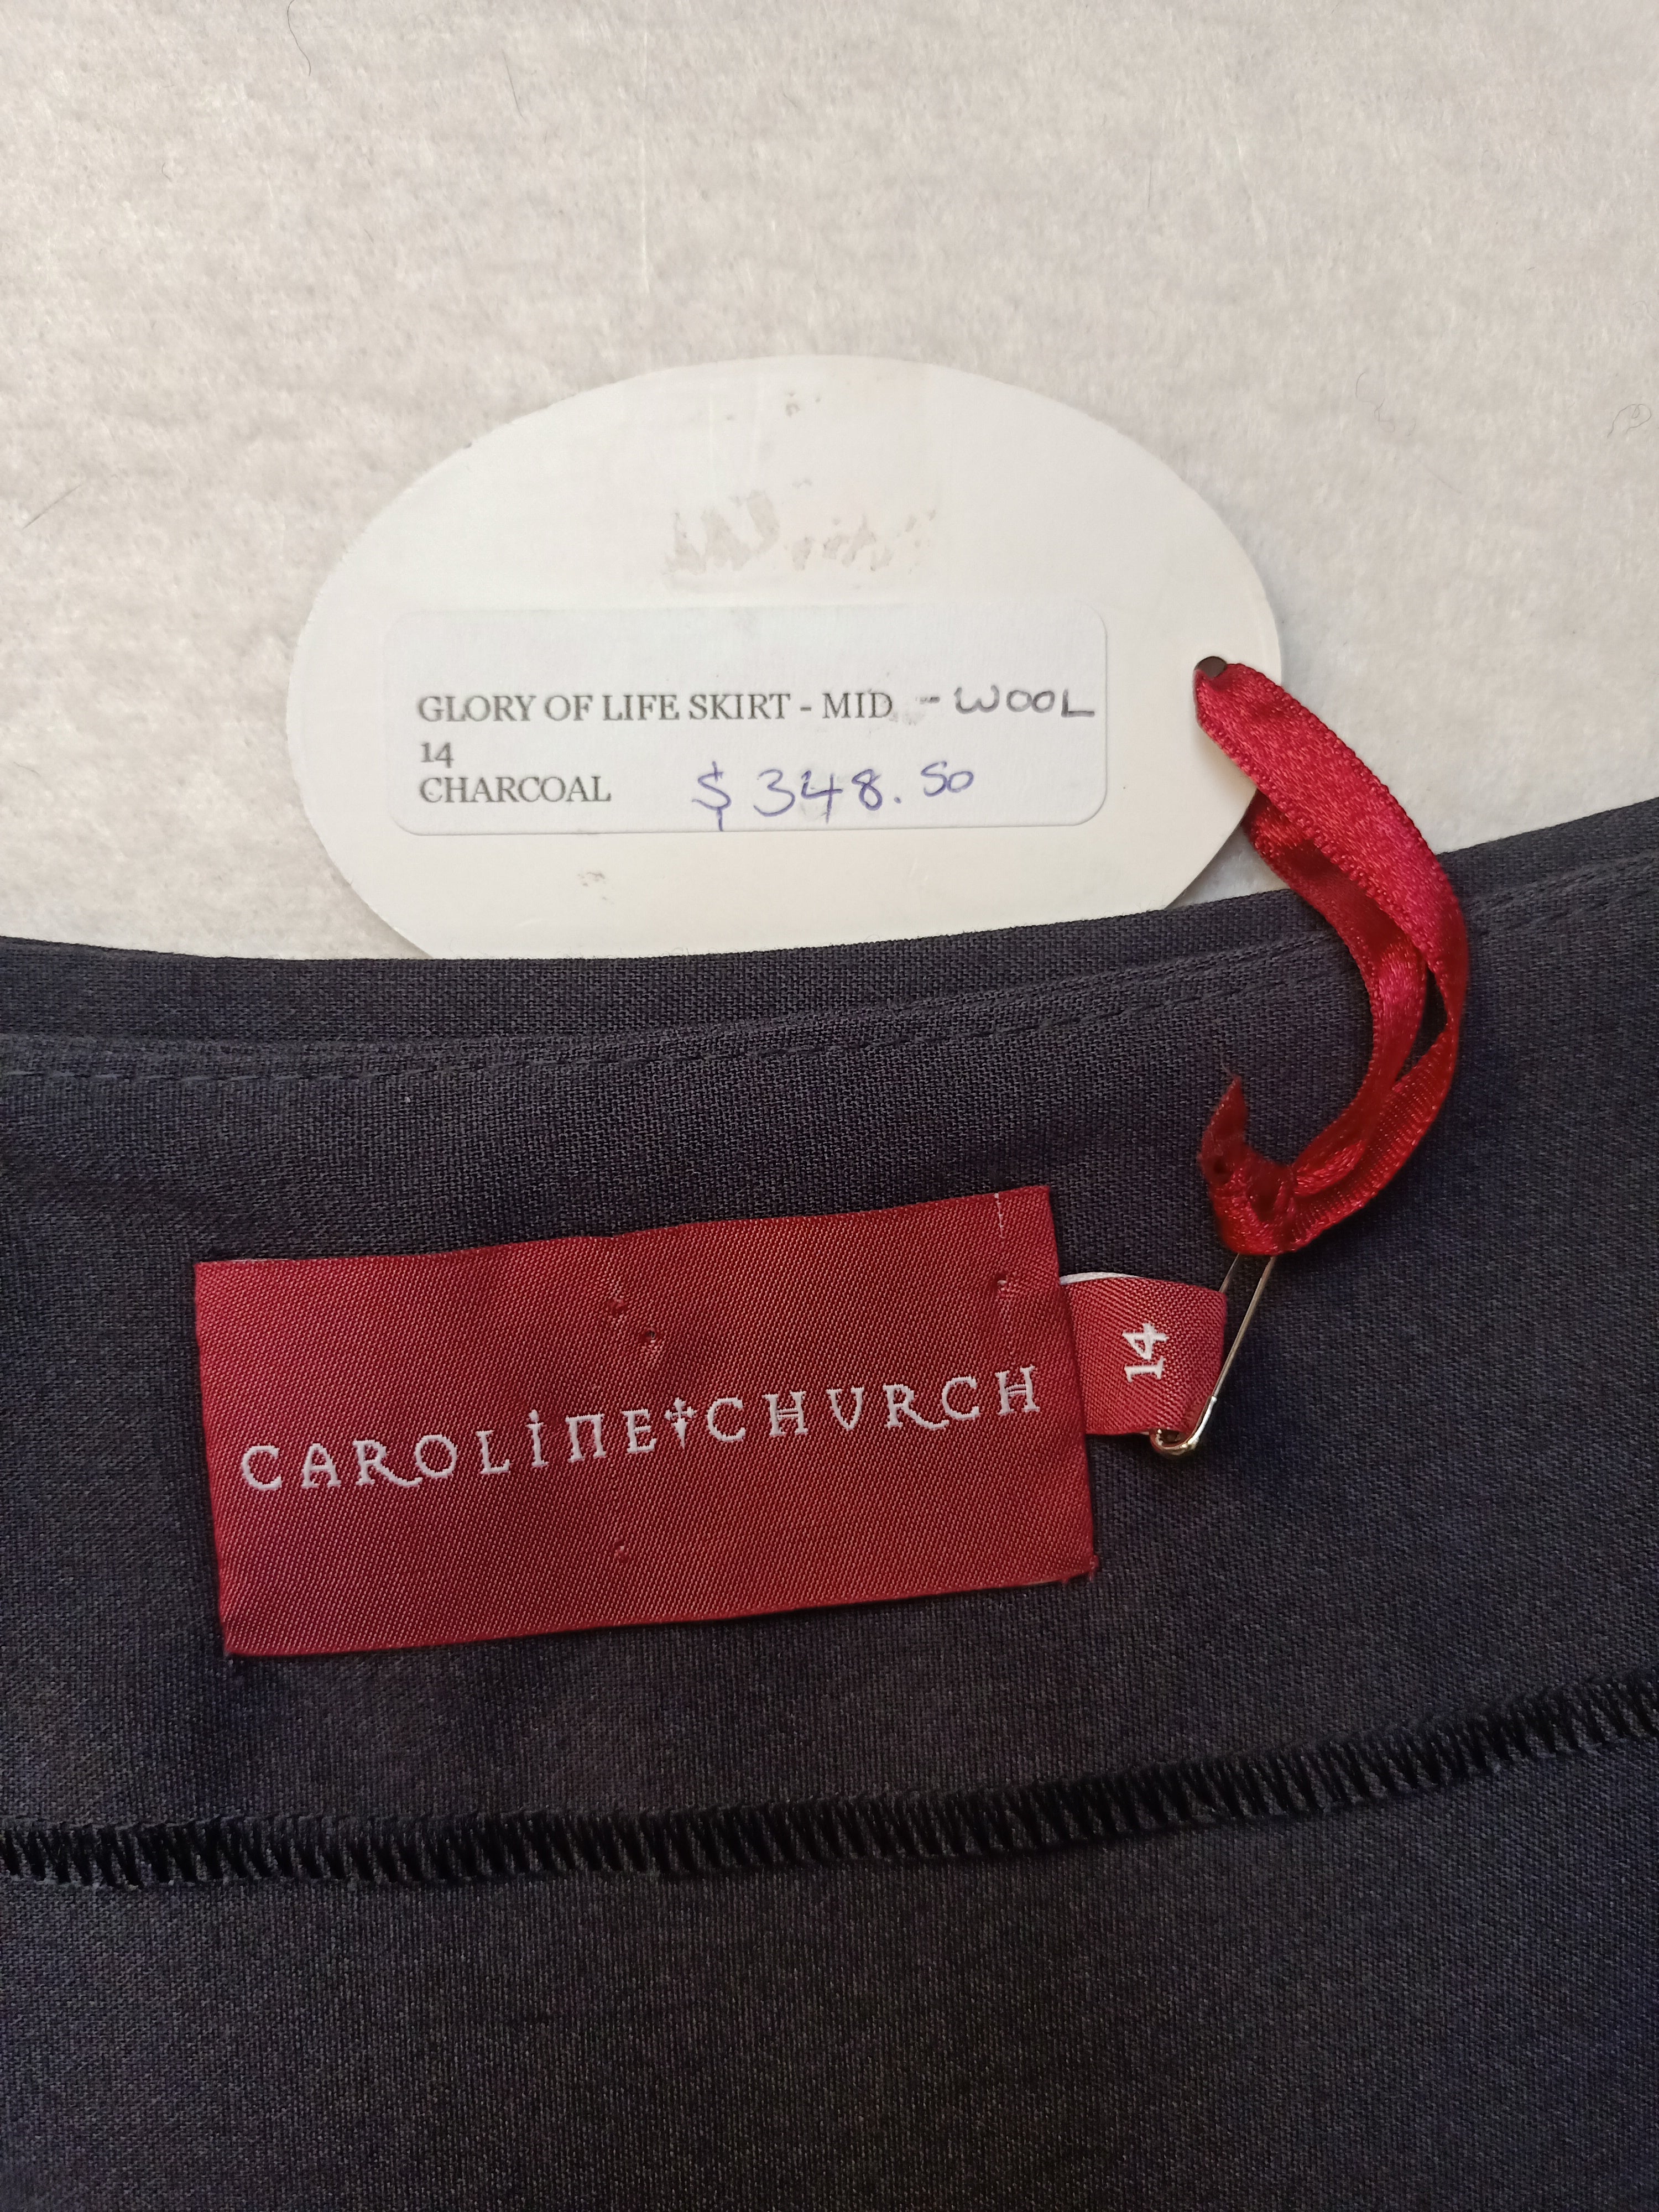 GLORY OF LIFE SKIRT - MID - WOOL
14
CHARCOAL $348.50
CAROLINE CHURCH
14